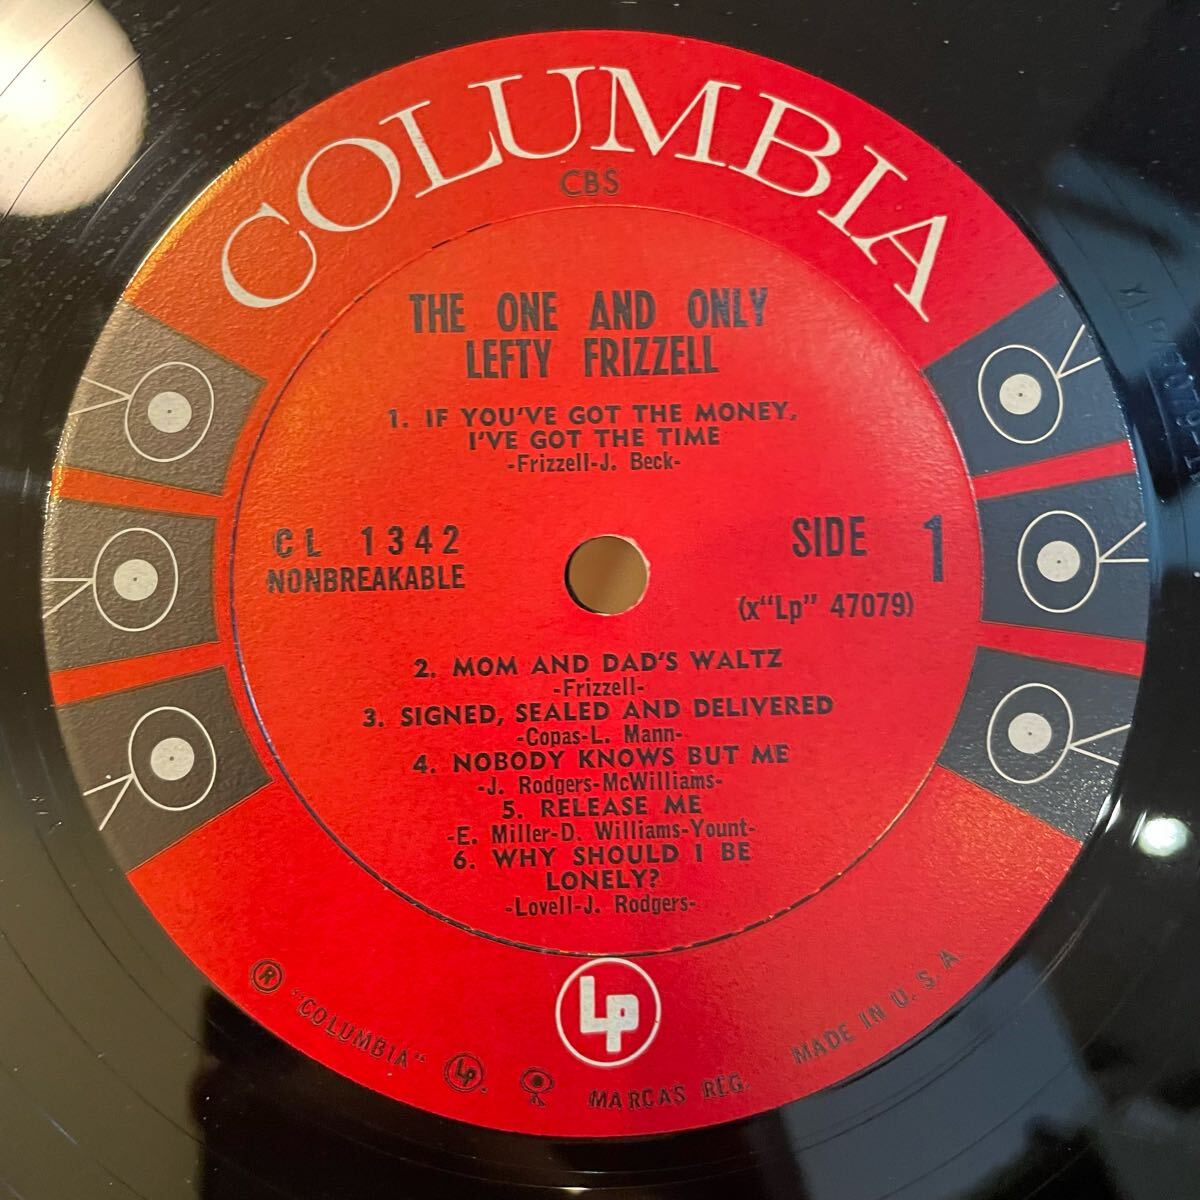 COLUMBIA
CBS
THE ONE AND ONLY
LEFTY FRIZZELL
1. IF YOU'VE GOT THE MONEY,
I'VE GOT THE TIME
-Frizzell-J. Beck-
CL 1342
NONBREAKABLE
SIDE 1
(x"Lp" 47079)
2. MOM AND DAD'S WALTZ
-Frizzell-
3. SIGNED, SEALED AND DELIVERED
-Copas-L. Mann-
4. NOBODY KNOWS BUT ME
-J. Rodgers-McWilliams-
5. RELEASE ME
-E. Miller-D. Williams-Yount-
6. WHY SHOULD I BE
LONELY?
-Lovell-J. Rodgers-
Lp
® "COLUMBIA" Lp. MARCAS REG. MADE IN U.S.A